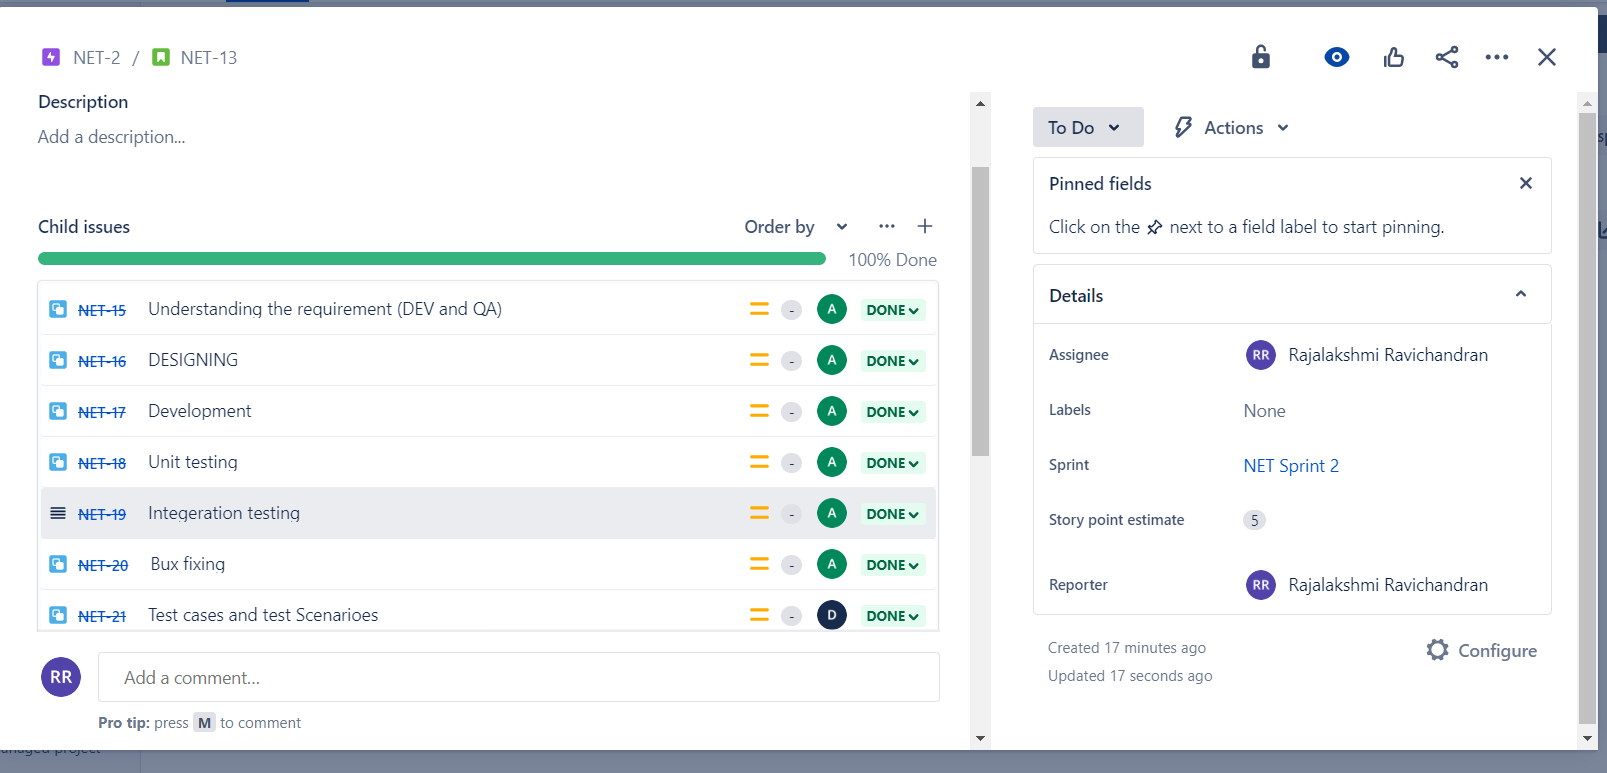 NET-2 / NET-13
Description
Add a description...
Child issues
Order by
100% Done
NET-15 Understanding the requirement (DEV and QA) - A DONE
NET-16 DESIGNING - A DONE
NET-17 Development - A DONE
NET-18 Unit testing - A DONE
NET-19 Integeration testing - A DONE
NET-20 Bux fixing - A DONE
NET-21 Test cases and test Scenarioes - D DONE
RR Add a comment...
Pro tip: press M to comment
To Do
Actions
Pinned fields
Click on the next to a field label to start pinning.
Details
Assignee RR Rajalakshmi Ravichandran
Labels None
Sprint NET Sprint 2
Story point estimate 5
Reporter RR Rajalakshmi Ravichandran
Created 17 minutes ago
Configure
Updated 17 seconds ago